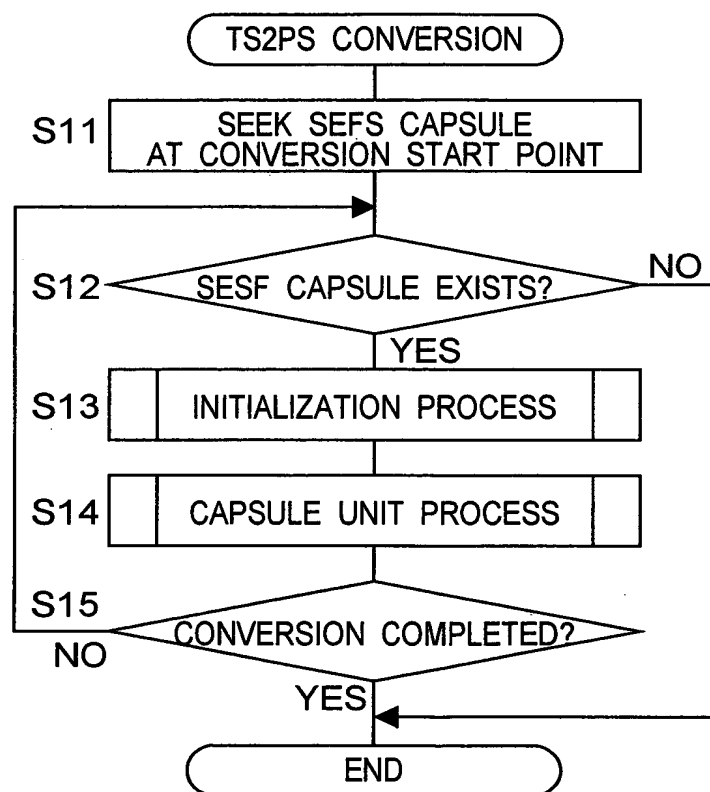 TS2PS CONVERSION
S11
SEEK SEFS CAPSULE
AT CONVERSION START POINT
S12
SESF CAPSULE EXISTS?
NO
YES
S13
INITIALIZATION PROCESS
S14
CAPSULE UNIT PROCESS
S15
CONVERSION COMPLETED?
NO
YES
END